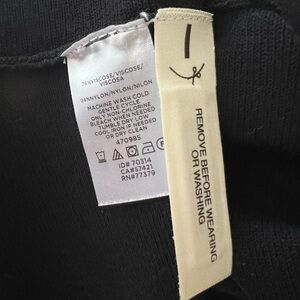 76%VISCOSE/VISCOSE/
VISCOSA
24%NYLON/NYLON/NILON
MACHINE WASH COLD
GENTLE CYCLE
ONLY NON-CHLORINE
BLEACH WHEN NEEDED
TUMBLE DRY LOW
COOL IRON IF NEEDED
OR DRY CLEAN
470985
ID# 70314
CA#57421
RN#77379
REMOVE BEFORE WEARING
OR WASHING